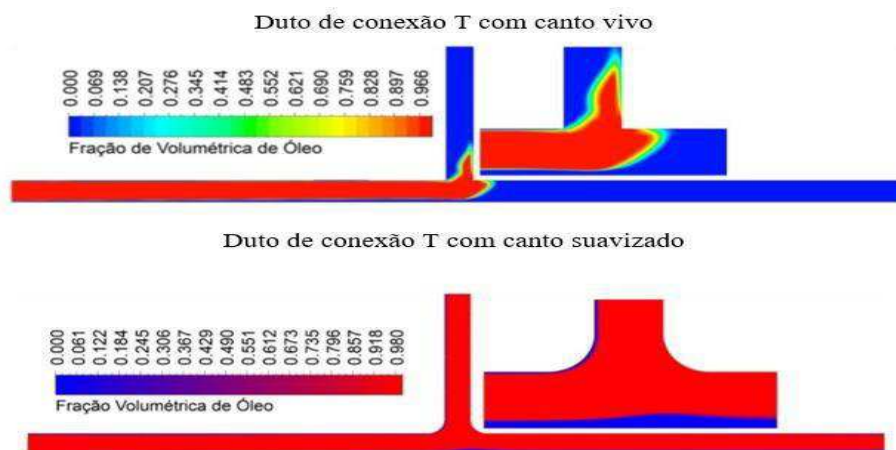 Duto de conexão T com canto vivo
0.000 0.069 0.138 0.207 0.276 0.345 0.414 0.483 0.552 0.621 0.690 0.759 0.828 0.897 0.966
Fração de Volumétrica de Óleo
Duto de conexão T com canto suavizado
0.000 0.061 0.122 0.184 0.245 0.306 0.367 0.429 0.490 0.551 0.612 0.673 0.735 0.796 0.857 0.918 0.980
Fração Volumétrica de Óleo